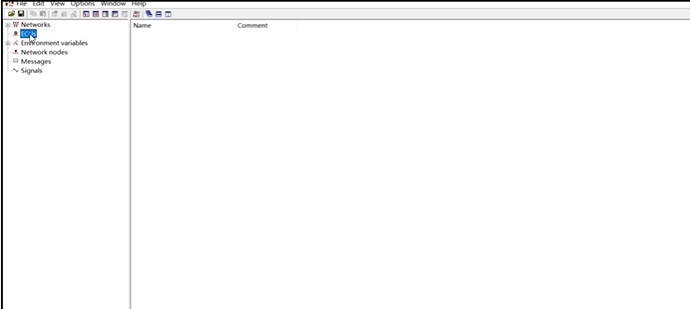 File Edit View Options Window Help
Name Comment
Networks
ECUs
Environment variables
Network nodes
Messages
Signals